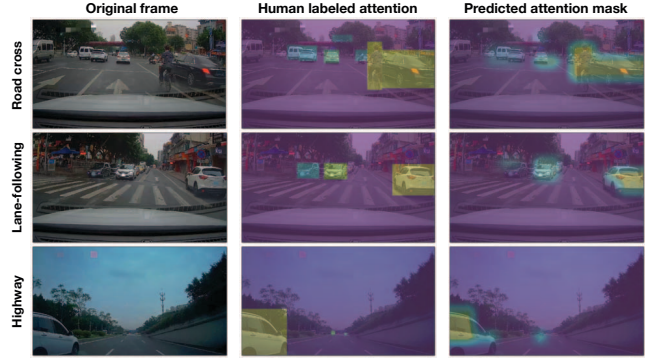 Original frame
Human labeled attention
Predicted attention mask
Road cross
Lane-following
Highway